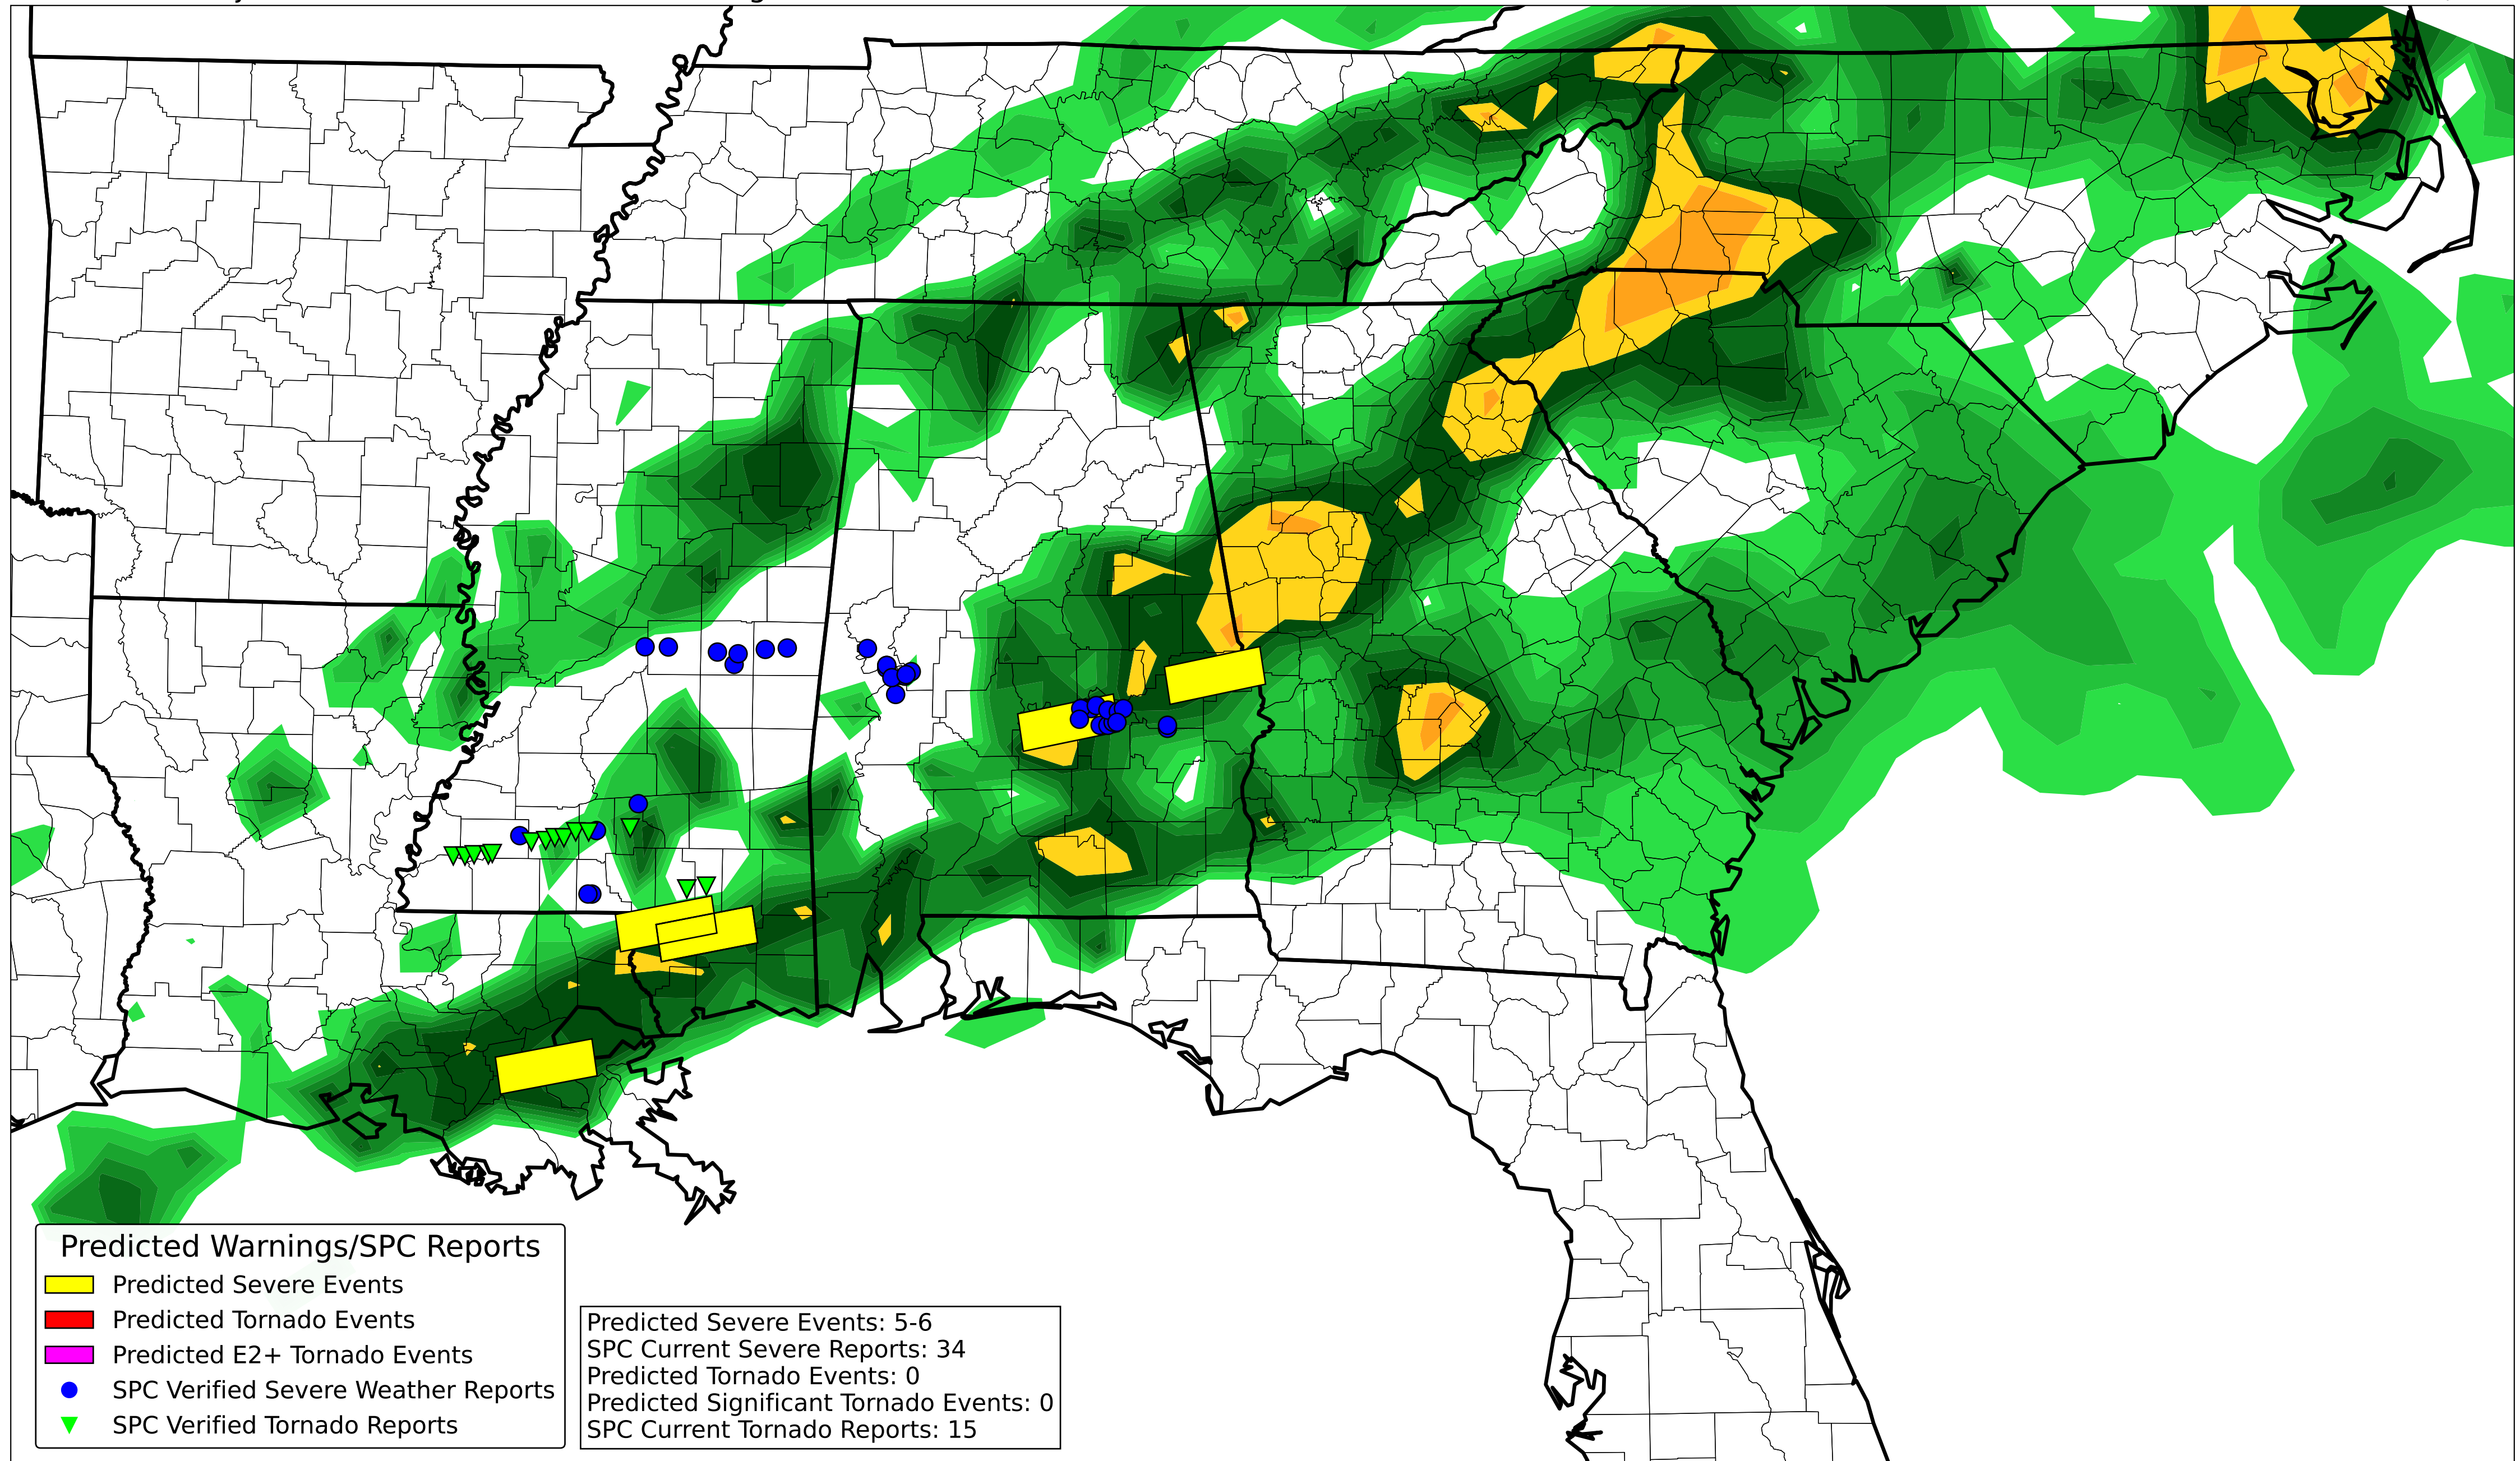 Predicted Warnings/SPC Reports
Predicted Severe Events
Predicted Tornado Events
Predicted E2+ Tornado Events
SPC Verified Severe Weather Reports
SPC Verified Tornado Reports
Predicted Severe Events: 5-6
SPC Current Severe Reports: 34
Predicted Tornado Events: 0
Predicted Significant Tornado Events: 0
SPC Current Tornado Reports: 15